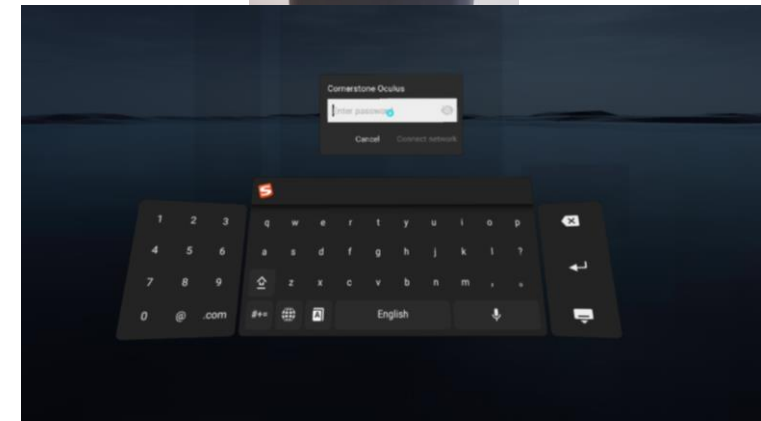 Cornerstone Oculus
Enter password
Cancel Connect network
S
1 2 3 q w e r t y u i o p
4 5 6 a s d f g h j k l ?
7 8 9 z x c v b n m , .
0 @ .com #+= A English